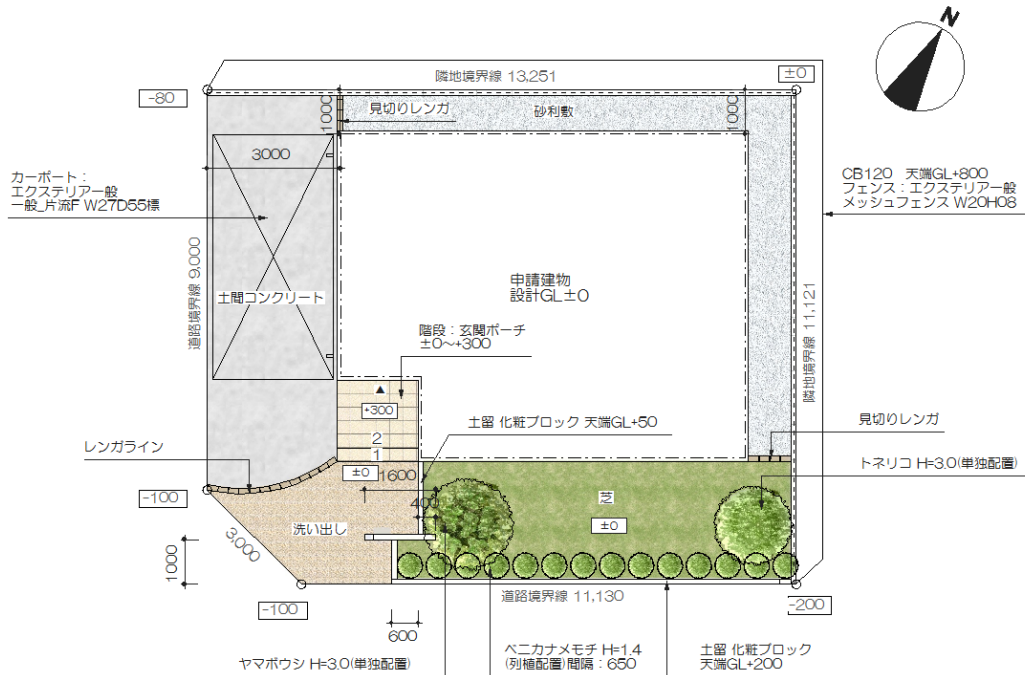 N
隣地境界線 13,251
±0
-80
見切りレンガ
砂利敷
1000
1000
3000
カーポート：
エクステリア一般
一般_片流F W27D55標
CB120　天端GL+800
フェンス：エクステリア一般
メッシュフェンス W20H08
道路境界線 9,000
土間コンクリート
申請建物
設計GL±0
隣地境界線 11,121
階段：玄関ポーチ
±0～+300
+300
2
1
土留 化粧ブロック 天端GL+50
見切りレンガ
レンガライン
±0
1600
トネリコ H=3.0(単独配置)
-100
400
芝
±0
洗い出し
3,000
1000
-100
道路境界線 11,130
-200
600
ヤマボウシ H=3.0(単独配置)
ベニカナメモチ H=1.4
(列植配置)間隔：650
土留 化粧ブロック
天端GL+200